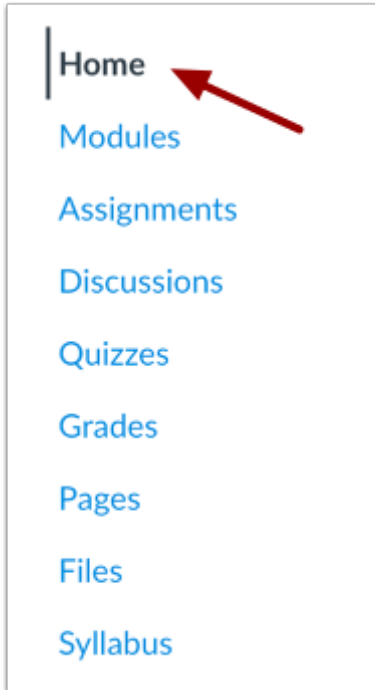 Home
Modules
Assignments
Discussions
Quizzes
Grades
Pages
Files
Syllabus